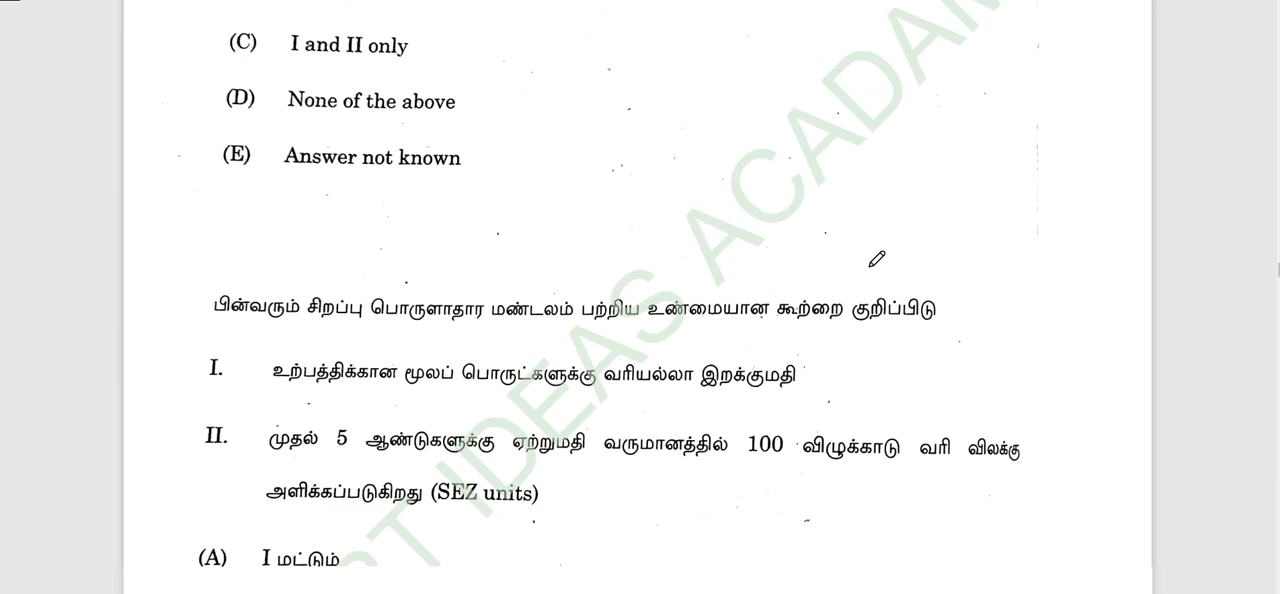 (C) I and II only
(D) None of the above
(E) Answer not known
பின்வரும் சிறப்பு பொருளாதார மண்டலம் பற்றிய உண்மையான கூற்றை குறிப்பிடு
I. உற்பத்திக்கான மூலப் பொருட்களுக்கு வரியல்லா இறக்குமதி
II. முதல் 5 ஆண்டுகளுக்கு ஏற்றுமதி வருமானத்தில் 100 விழுக்காடு வரி விலக்கு
அளிக்கப்படுகிறது (SEZ units)
(A) I மட்டும்
IDEAS ACADAM